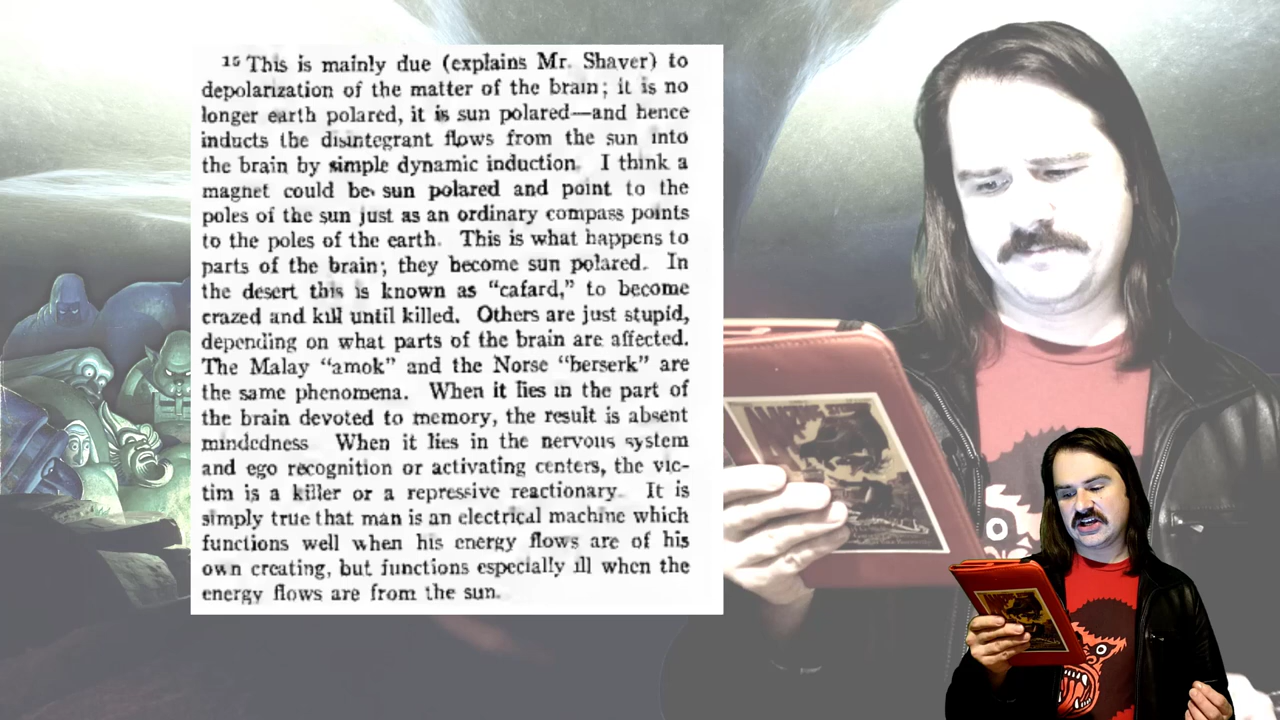 15 This is mainly due (explains Mr. Shaver) to
depolarization of the matter of the brain; it is no
longer earth polared, it is sun polared—and hence
inducts the disintegrant flows from the sun into
the brain by simple dynamic induction. I think a
magnet could be sun polared and point to the
poles of the sun just as an ordinary compass points
to the poles of the earth. This is what happens to
parts of the brain; they become sun polared. In
the desert this is known as “cafard,” to become
crazed and kill until killed. Others are just stupid,
depending on what parts of the brain are affected.
The Malay “amok” and the Norse “berserk” are
the same phenomena. When it lies in the part of
the brain devoted to memory, the result is absent
mindedness When it lies in the nervous system
and ego recognition or activating centers, the vic-
tim is a killer or a repressive reactionary. It is
simply true that man is an electrical machine which
functions well when his energy flows are of his
own creating, but functions especially ill when the
energy flows are from the sun.